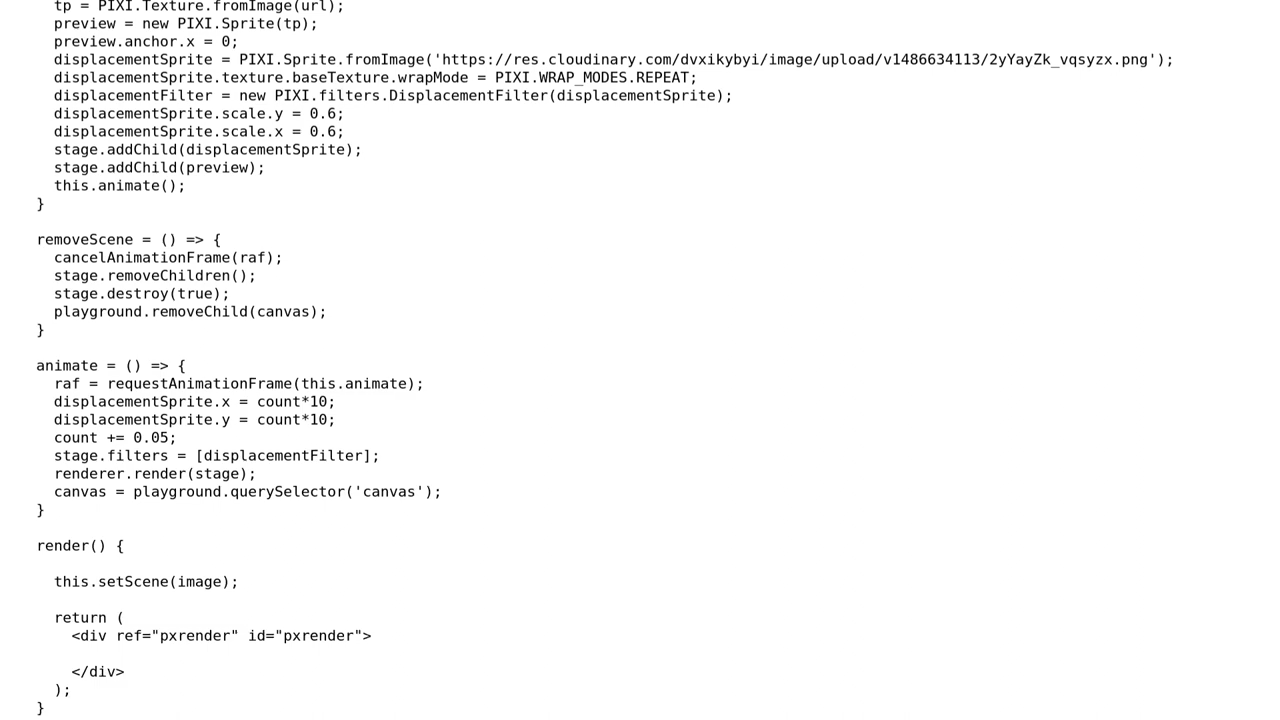 tp = PIXI.Texture.fromImage(url);
preview = new PIXI.Sprite(tp);
preview.anchor.x = 0;
displacementSprite = PIXI.Sprite.fromImage('https://res.cloudinary.com/dvxikybyi/image/upload/v1486634113/2yYayZk_vqsyzx.png');
displacementSprite.texture.baseTexture.wrapMode = PIXI.WRAP_MODES.REPEAT;
displacementFilter = new PIXI.filters.DisplacementFilter(displacementSprite);
displacementSprite.scale.y = 0.6;
displacementSprite.scale.x = 0.6;
stage.addChild(displacementSprite);
stage.addChild(preview);
this.animate();
}
removeScene = () => {
cancelAnimationFrame(raf);
stage.removeChildren();
stage.destroy(true);
playground.removeChild(canvas);
}
animate = () => {
raf = requestAnimationFrame(this.animate);
displacementSprite.x = count*10;
displacementSprite.y = count*10;
count += 0.05;
stage.filters = [displacementFilter];
renderer.render(stage);
canvas = playground.querySelector('canvas');
}
render() {
this.setScene(image);
return (
<div ref="pxrender" id="pxrender">
</div>
);
}